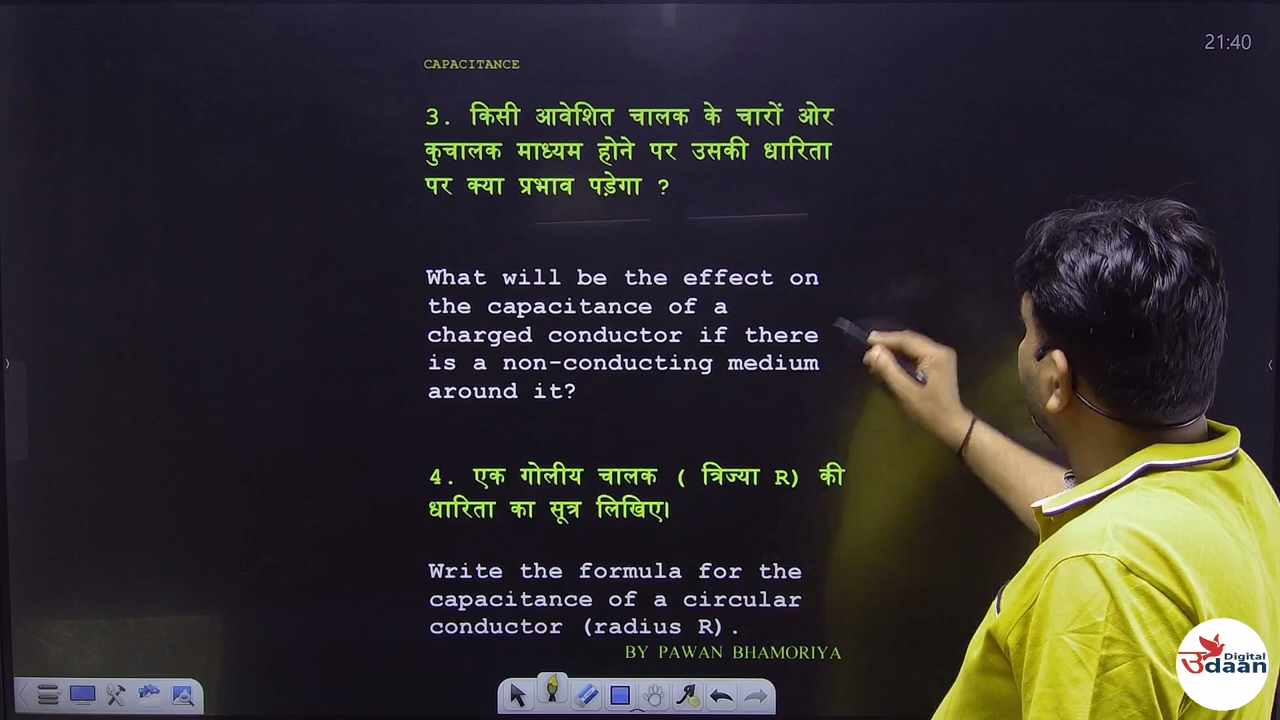 21:40
CAPACITANCE
3. किसी आवेशित चालक के चारों ओर
कुचालक माध्यम होने पर उसकी धारिता
पर क्या प्रभाव पड़ेगा ?
What will be the effect on
the capacitance of a
charged conductor if there
is a non-conducting medium
around it?
4. एक गोलीय चालक ( त्रिज्या R) की
धारिता का सूत्र लिखिए।
Write the formula for the
capacitance of a circular
conductor (radius R).
BY PAWAN BHAMORIYA
Digital
उdaan